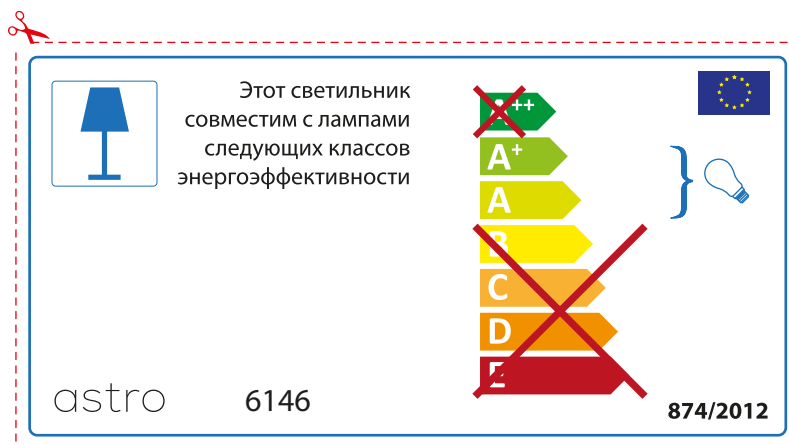 Этот светильник
совместим с лампами
следующих классов
энергоэффективности
A++
A+
A
B
C
D
E
astro
6146
874/2012